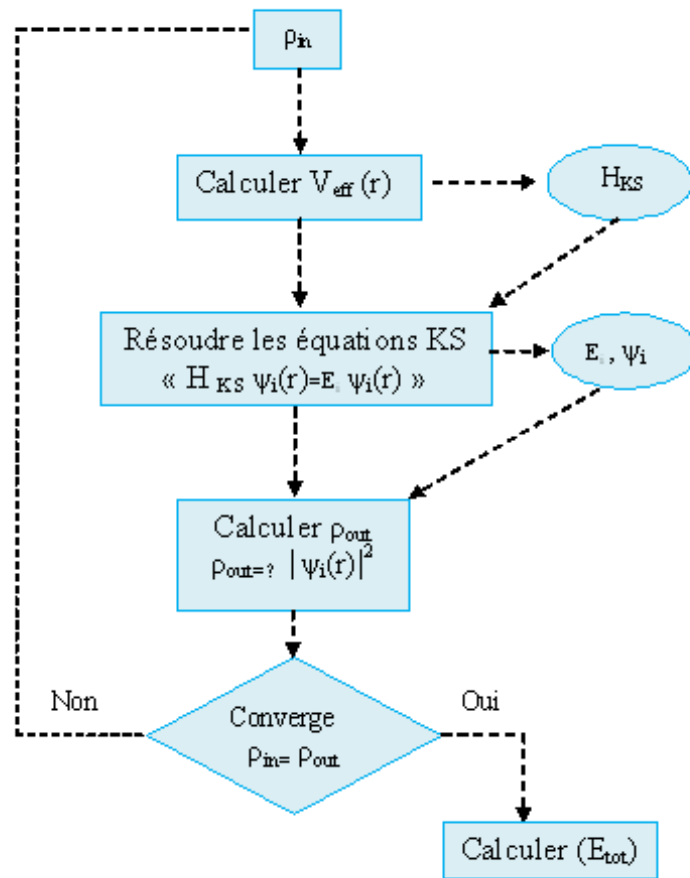 ρin
Calculer Veff (r)
HKS
Résoudre les équations KS
« H KS ψi(r)=Ei ψi(r) »
Ei , ψi
Calculer ρout
ρout=? |ψi(r)|²
Non
Oui
Converge
ρin= ρout
Calculer (Etot)